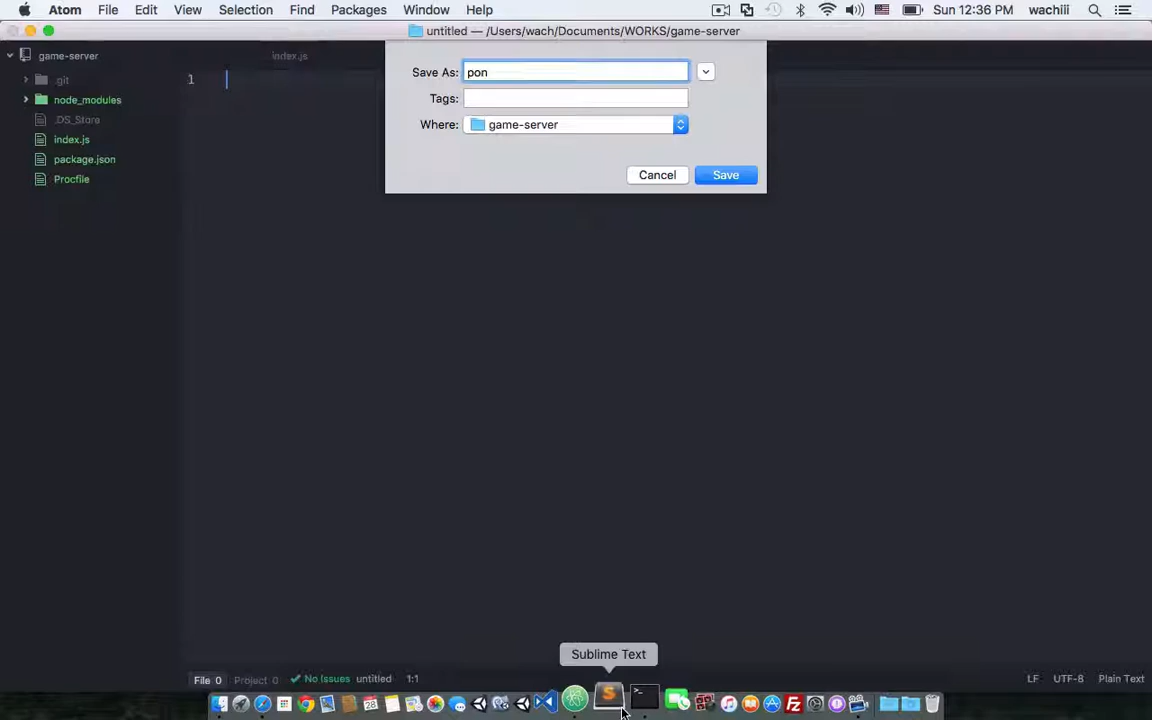 Atom File Edit View Selection Find Packages Window Help Sun 12:36 PM wachiii
untitled — /Users/wach/Documents/WORKS/game-server
game-server
index.js
Save As: pon
.git
1
node_modules
Tags:
.DS_Store
Where: game-server
index.js
package.json
Cancel Save
Procfile
Sublime Text
File 0 Project 0 No Issues untitled 1:1 LF UTF-8 Plain Text